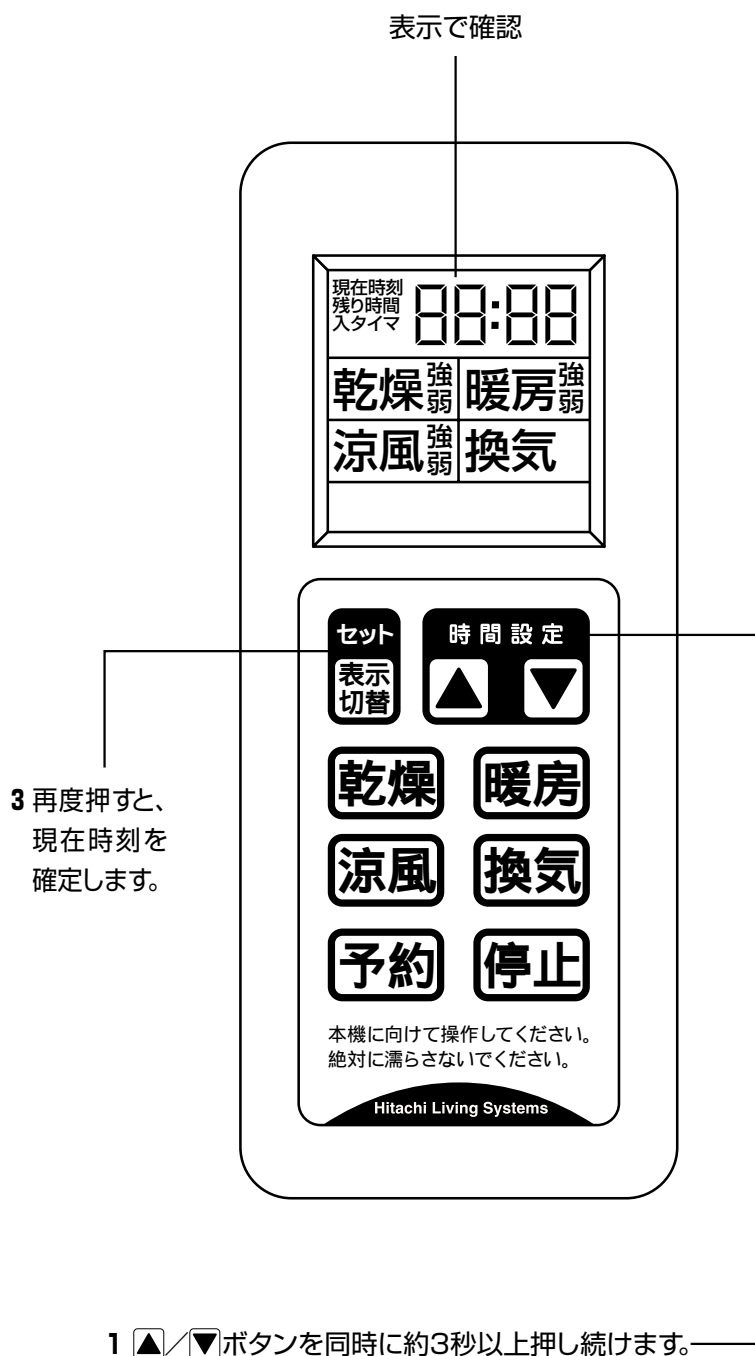 表示で確認
現在時刻
残り時間
入タイマ
88:88
乾燥 強 弱 暖房 強 弱
涼風 強 弱 換気
セット
時間設定
表示
切替
▲ ▼
乾燥 暖房
涼風 換気
予約 停止
本機に向けて操作してください。
絶対に濡らさないでください。
Hitachi Living Systems
3 再度押すと、
現在時刻を
確定します。
1 ▲/▼ボタンを同時に約3秒以上押し続けます。